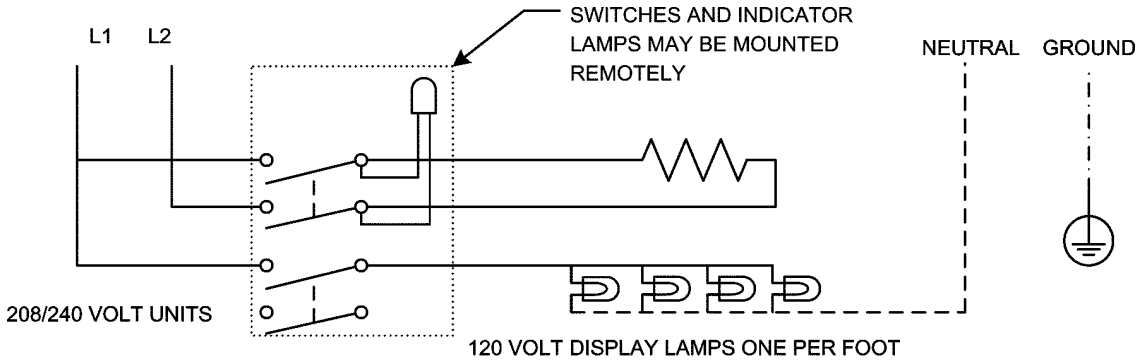 SWITCHES AND INDICATOR
LAMPS MAY BE MOUNTED
REMOTELY
L1 L2
NEUTRAL GROUND
208/240 VOLT UNITS
120 VOLT DISPLAY LAMPS ONE PER FOOT